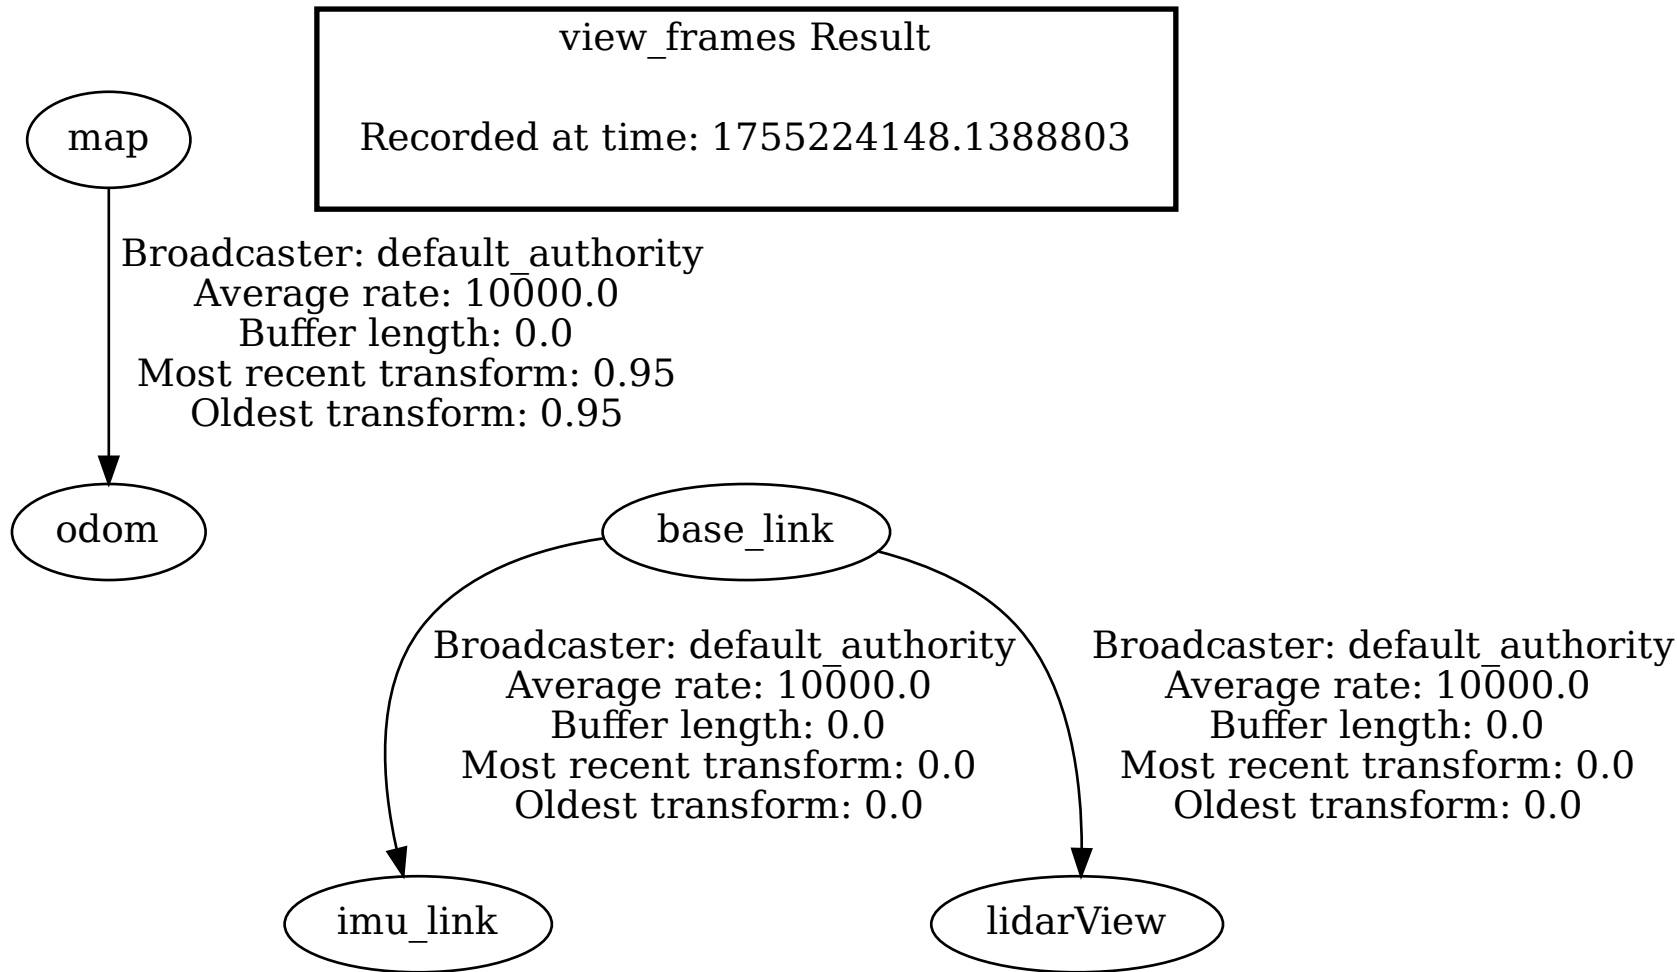 view_frames Result
Recorded at time: 1755224148.1388803
map
Broadcaster: default_authority
Average rate: 10000.0
Buffer length: 0.0
Most recent transform: 0.95
Oldest transform: 0.95
odom
base_link
Broadcaster: default_authority
Average rate: 10000.0
Buffer length: 0.0
Most recent transform: 0.0
Oldest transform: 0.0
Broadcaster: default_authority
Average rate: 10000.0
Buffer length: 0.0
Most recent transform: 0.0
Oldest transform: 0.0
imu_link
lidarView